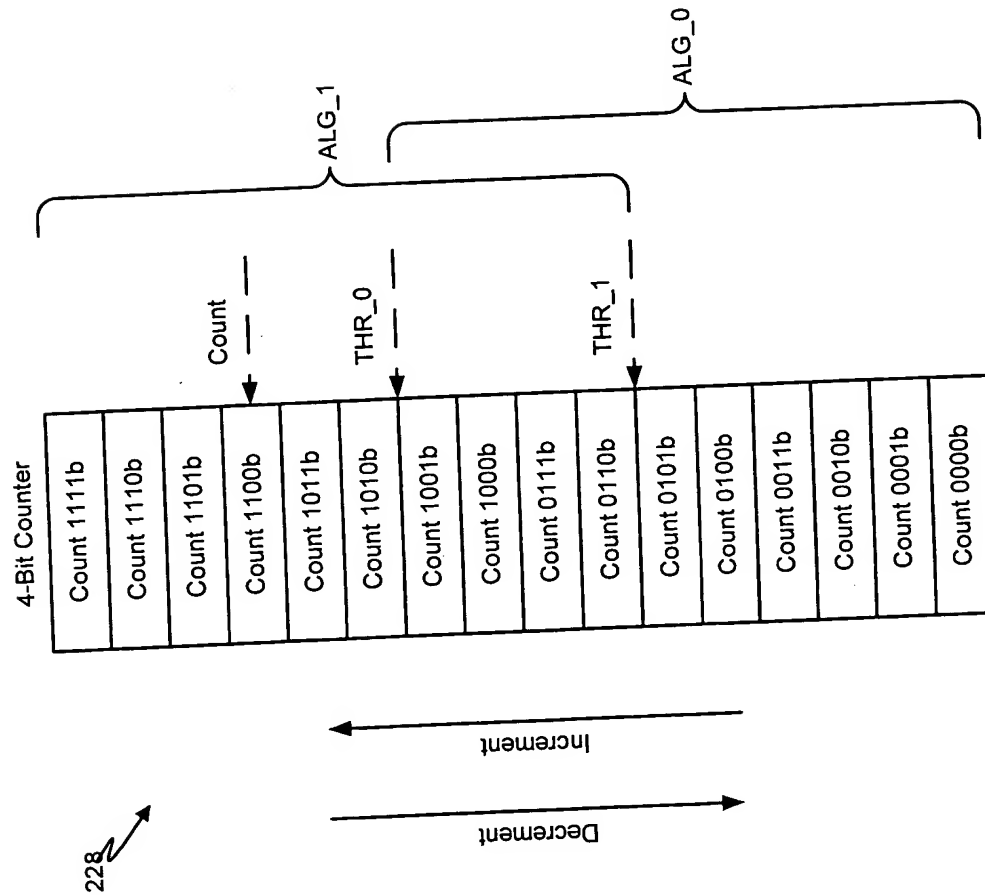 4-Bit Counter
Count 1111b
Count 1110b
Count 1101b
Count 1100b
Count 1011b
Count 1010b
Count 1001b
Count 1000b
Count 0111b
Count 0110b
Count 0101b
Count 0100b
Count 0011b
Count 0010b
Count 0001b
Count 0000b
Count
THR_0
THR_1
ALG_1
ALG_0
Increment
Decrement
228